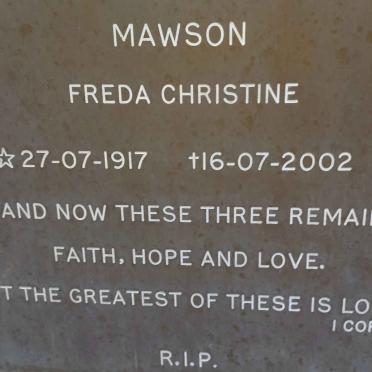 MAWSON
FREDA CHRISTINE
☆ 27-07-1917 †16-07-2002
AND NOW THESE THREE REMAI
FAITH, HOPE AND LOVE.
T THE GREATEST OF THESE IS LO
I COR
R.I.P.